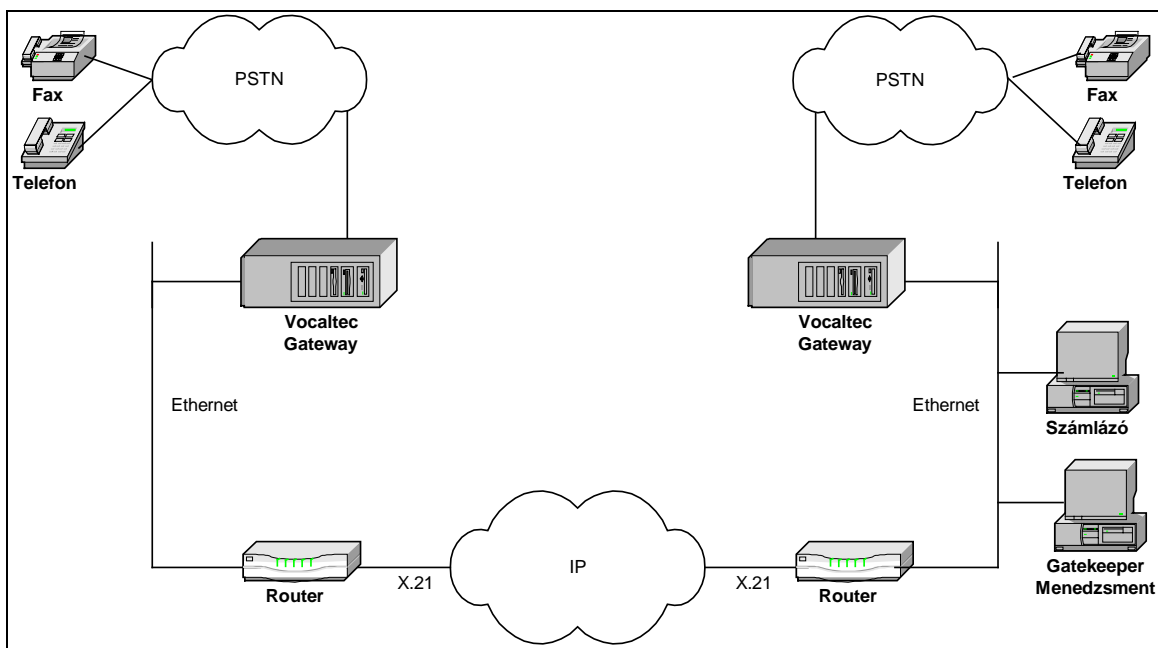 PSTN
PSTN
Fax
Fax
Telefon
Telefon
Vocaltec
Gateway
Vocaltec
Gateway
Ethernet
Ethernet
Számlázó
IP
X.21
X.21
Router
Router
Gatekeeper
Menedzsment